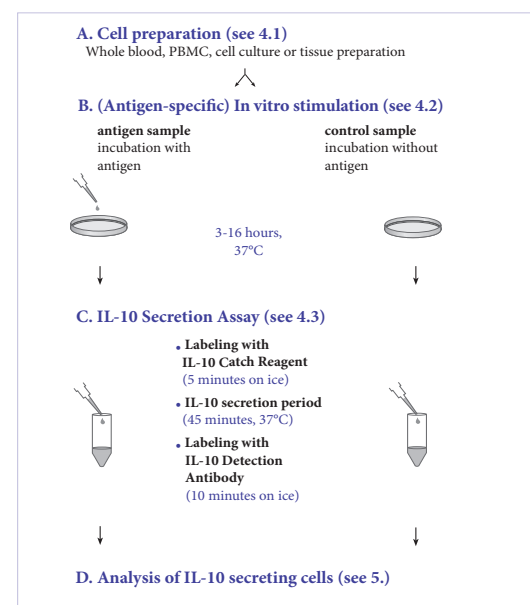 A. Cell preparation (see 4.1)
Whole blood, PBMC, cell culture or tissue preparation
B. (Antigen-specific) In vitro stimulation (see 4.2)
antigen sample
incubation with
antigen
control sample
incubation without
antigen
3-16 hours,
37°C
C. IL-10 Secretion Assay (see 4.3)
• Labeling with
IL-10 Catch Reagent
(5 minutes on ice)
• IL-10 secretion period
(45 minutes, 37°C)
• Labeling with
IL-10 Detection
Antibody
(10 minutes on ice)
D. Analysis of IL-10 secreting cells (see 5.)